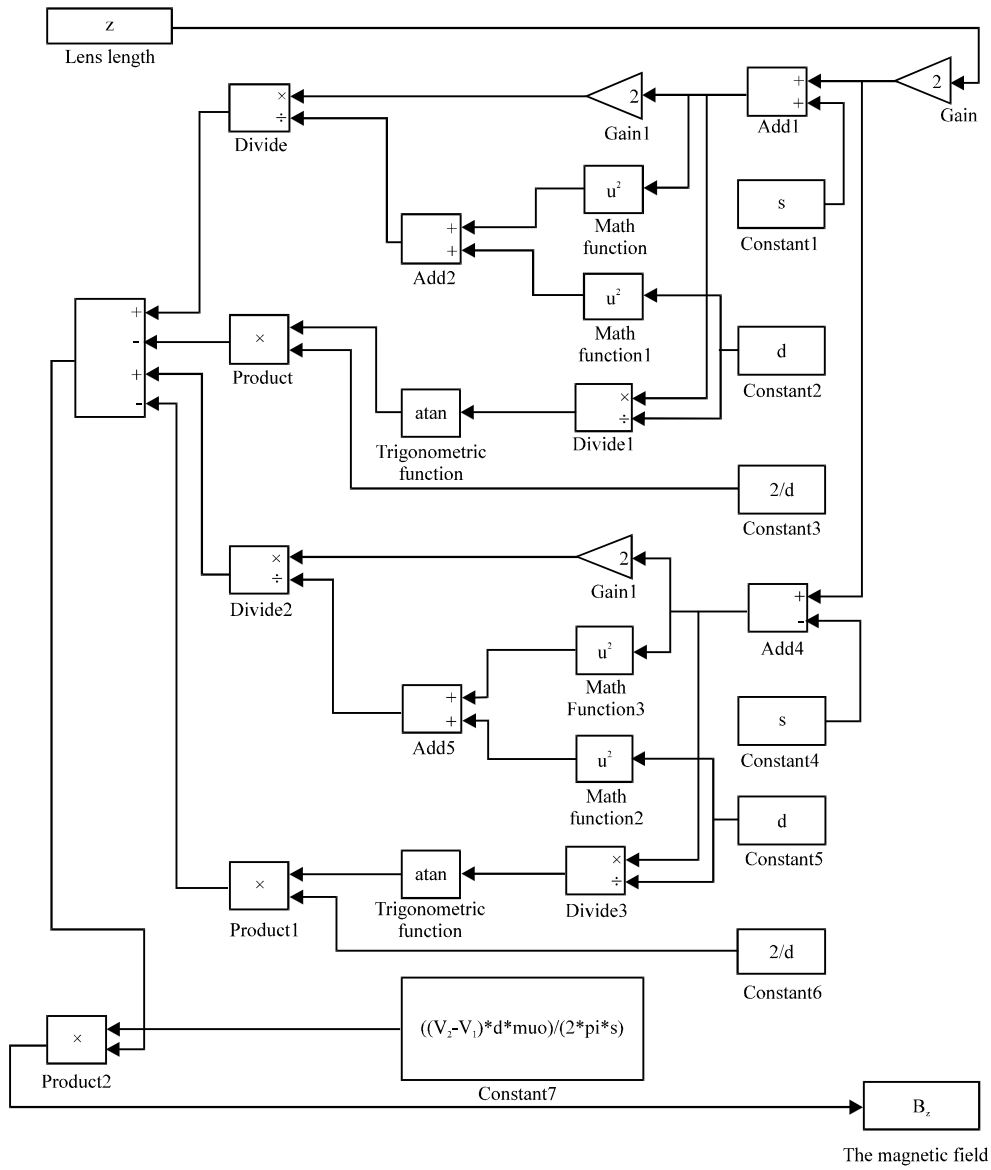 z
Lens length
2
Gain
+
+
Add1
2
Gain1
×
÷
Divide
s
Constant1
u²
Math
function
+
+
Add2
u²
Math
function1
d
Constant2
+
-
+
-
×
Product
×
÷
Divide1
atan
Trigonometric
function
2/d
Constant3
2
Gain1
×
÷
Divide2
+
-
Add4
u²
Math
Function3
+
+
Add5
s
Constant4
u²
Math
function2
d
Constant5
×
÷
Divide3
atan
Trigonometric
function
×
Product1
2/d
Constant6
((V₂-V₁)*d*muo)/(2*pi*s)
Constant7
×
Product2
B_z
The magnetic field